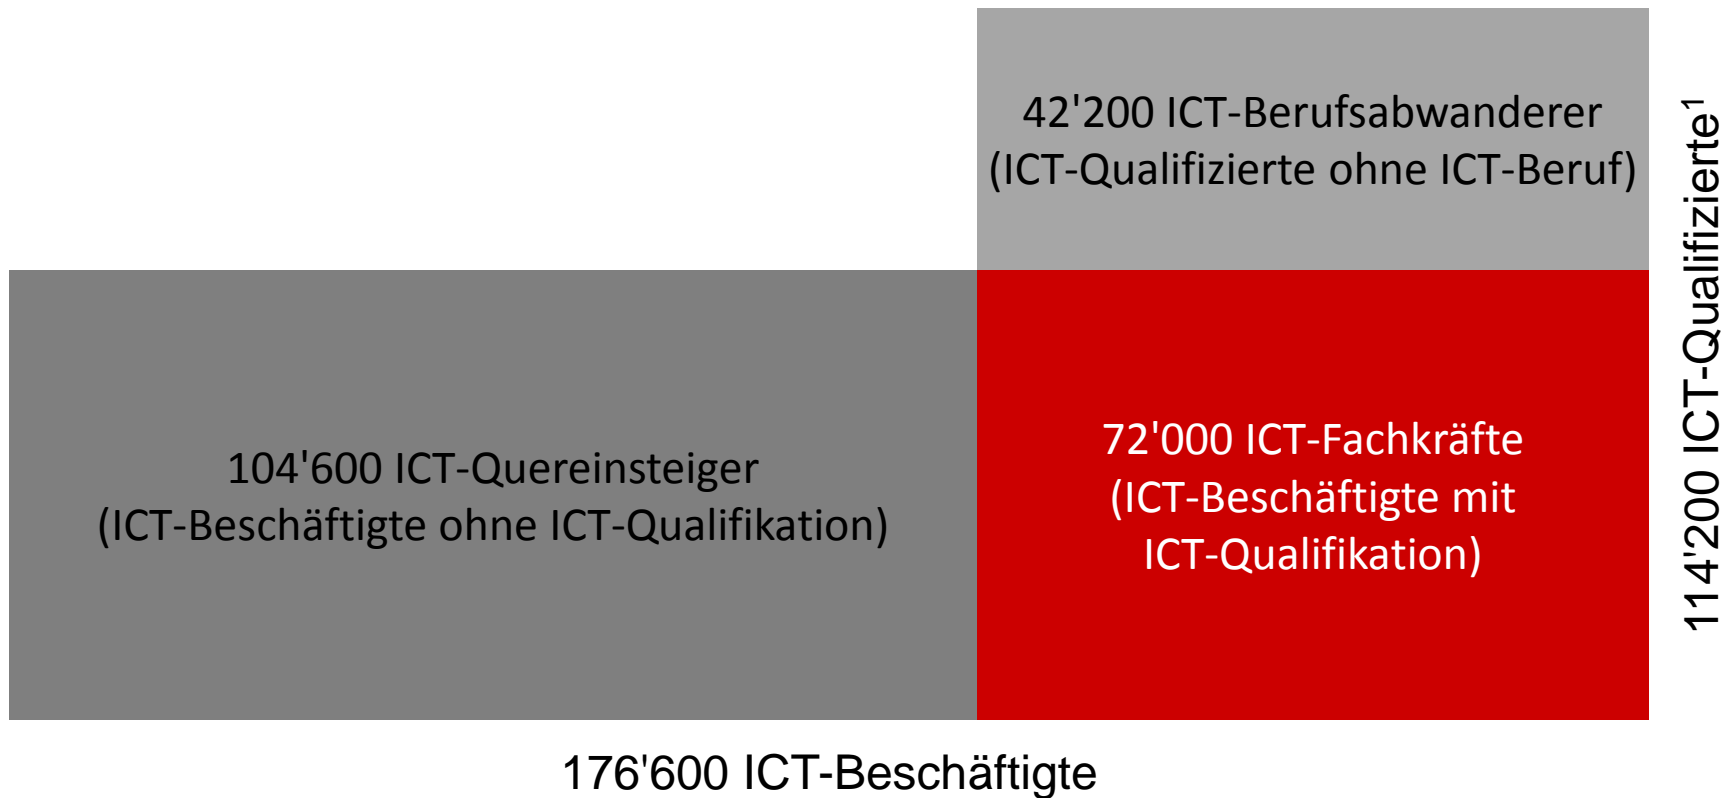 42'200 ICT-Berufsabwanderer
(ICT-Qualifizierte ohne ICT-Beruf)
104'600 ICT-Quereinsteiger
(ICT-Beschäftigte ohne ICT-Qualifikation)
72'000 ICT-Fachkräfte
(ICT-Beschäftigte mit
ICT-Qualifikation)
114'200 ICT-Qualifizierte¹
176'600 ICT-Beschäftigte